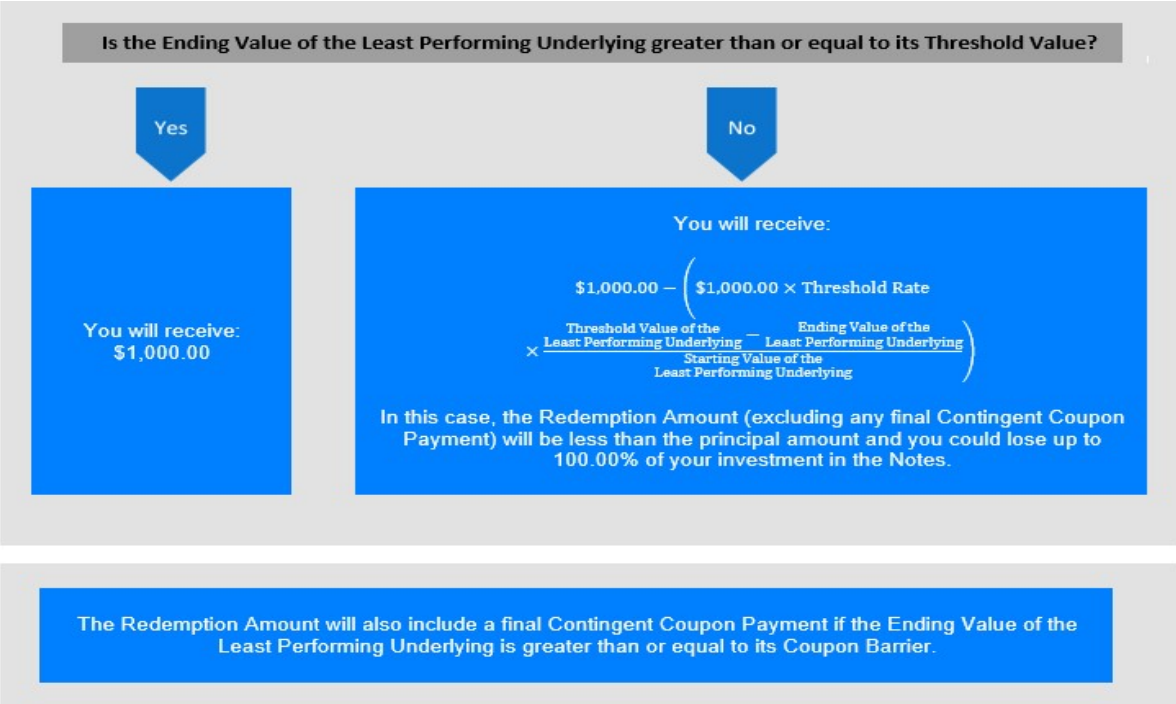 Is the Ending Value of the Least Performing Underlying greater than or equal to its Threshold Value?
Yes
No
You will receive:
$1,000.00
You will receive:
$1,000.00 − ( $1,000.00 × Threshold Rate
× Threshold Value of the Least Performing Underlying − Ending Value of the Least Performing Underlying
Starting Value of the
Least Performing Underlying )
In this case, the Redemption Amount (excluding any final Contingent Coupon
Payment) will be less than the principal amount and you could lose up to
100.00% of your investment in the Notes.
The Redemption Amount will also include a final Contingent Coupon Payment if the Ending Value of the
Least Performing Underlying is greater than or equal to its Coupon Barrier.